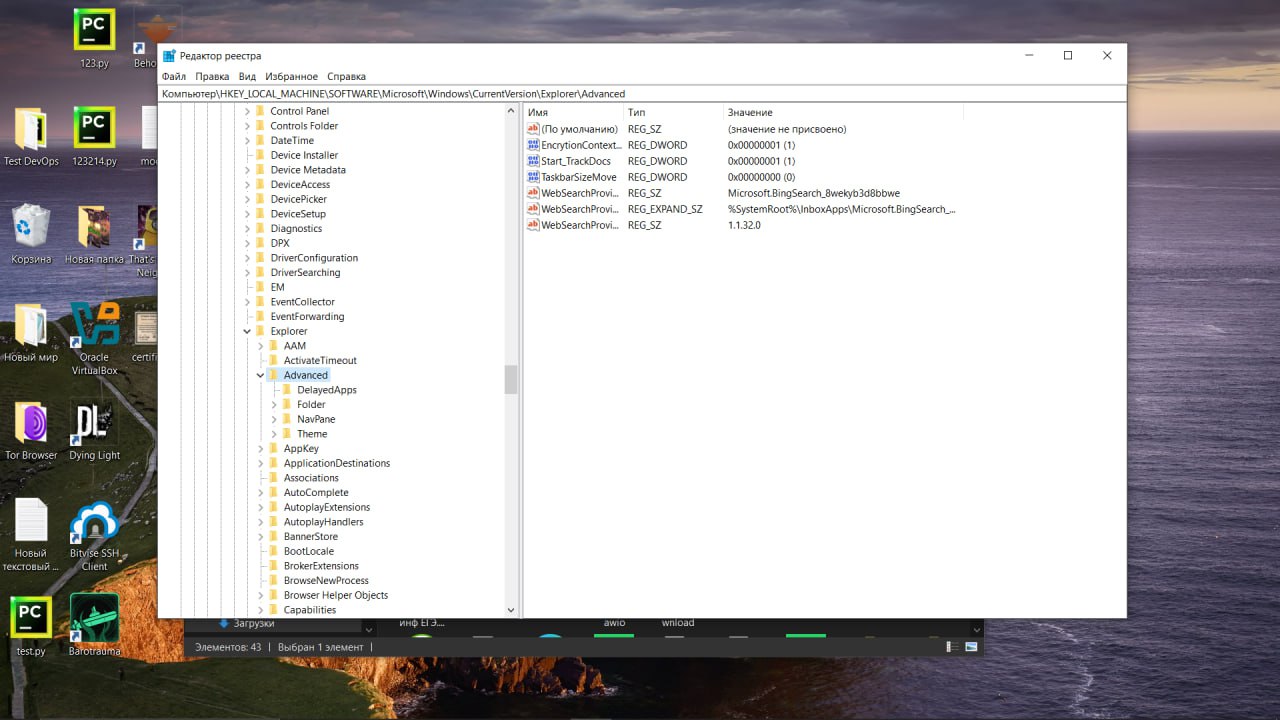 Редактор реестра
Файл Правка Вид Избранное Справка
Компьютер\HKEY_LOCAL_MACHINE\SOFTWARE\Microsoft\Windows\CurrentVersion\Explorer\Advanced
Control Panel
Controls Folder
DateTime
Device Installer
Device Metadata
DeviceAccess
DevicePicker
DeviceSetup
Diagnostics
DPX
DriverConfiguration
DriverSearching
EM
EventCollector
EventForwarding
Explorer
AAM
ActivateTimeout
Advanced
DelayedApps
Folder
NavPane
Theme
AppKey
ApplicationDestinations
Associations
AutoComplete
AutoplayExtensions
AutoplayHandlers
BannerStore
BootLocale
BrokerExtensions
BrowseNewProcess
Browser Helper Objects
Capabilities
Имя Тип Значение
(По умолчанию) REG_SZ (значение не присвоено)
EncrytionContext... REG_DWORD 0x00000001 (1)
Start_TrackDocs REG_DWORD 0x00000001 (1)
TaskbarSizeMove REG_DWORD 0x00000000 (0)
WebSearchProvi... REG_SZ Microsoft.BingSearch_8wekyb3d8bbwe
WebSearchProvi... REG_EXPAND_SZ %SystemRoot%\InboxApps\Microsoft.BingSearch_...
WebSearchProvi... REG_SZ 1.1.32.0
PC
123.py
Beho
Test DevOps
PC
123214.py
mo
Корзина
Новая папка
That's
Neig
Новый мир
Oracle
VirtualBox
certif
Tor Browser
DL
Dying Light
Новый
текстовый ...
Bitvise SSH
Client
PC
test.py
Barotrauma
Загрузки
инф ЕГЭ....
awio
wnload
Элементов: 43 | Выбран 1 элемент |